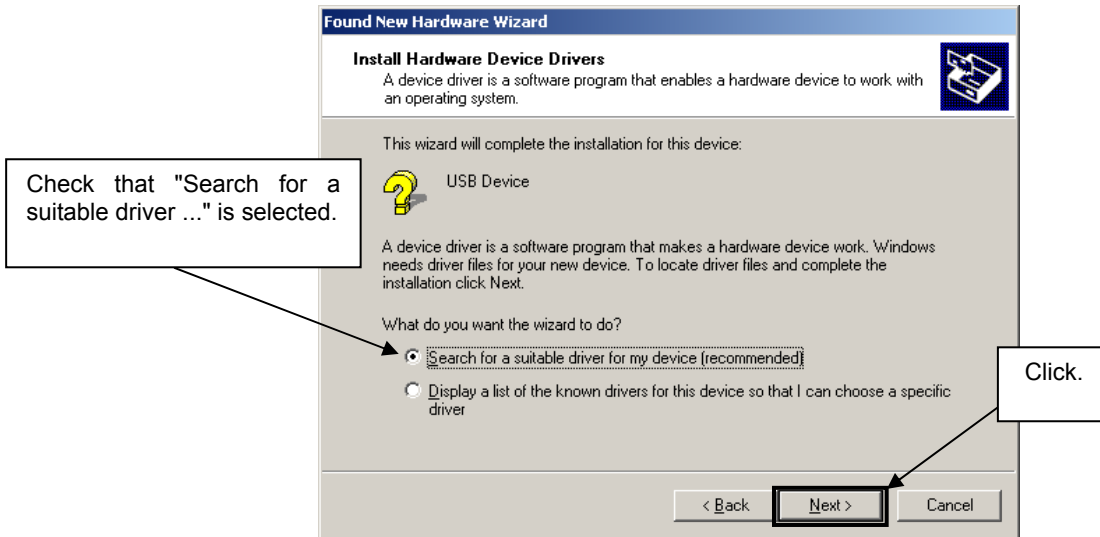 Found New Hardware Wizard
Install Hardware Device Drivers
A device driver is a software program that enables a hardware device to work with
an operating system.
This wizard will complete the installation for this device:
USB Device
Check that "Search for a
suitable driver ..." is selected.
A device driver is a software program that makes a hardware device work. Windows
needs driver files for your new device. To locate driver files and complete the
installation click Next.
What do you want the wizard to do?
Search for a suitable driver for my device (recommended)
Display a list of the known drivers for this device so that I can choose a specific
driver
Click.
< Back
Next >
Cancel